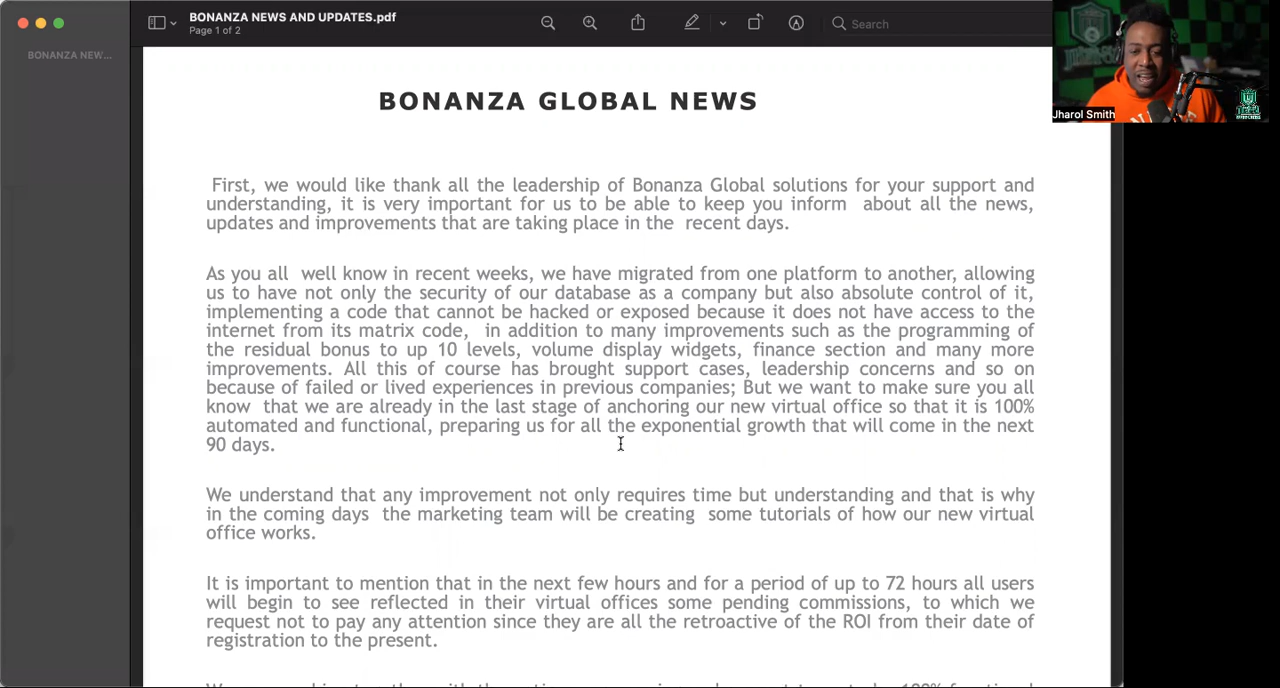 BONANZA NEWS AND UPDATES.pdf
Page 1 of 2
Search
BONANZA NEW...
Jharol Smith
BONANZA GLOBAL NEWS
First, we would like thank all the leadership of Bonanza Global solutions for your support and
understanding, it is very important for us to be able to keep you inform about all the news,
updates and improvements that are taking place in the recent days.
As you all well know in recent weeks, we have migrated from one platform to another, allowing
us to have not only the security of our database as a company but also absolute control of it,
implementing a code that cannot be hacked or exposed because it does not have access to the
internet from its matrix code, in addition to many improvements such as the programming of
the residual bonus to up 10 levels, volume display widgets, finance section and many more
improvements. All this of course has brought support cases, leadership concerns and so on
because of failed or lived experiences in previous companies; But we want to make sure you all
know that we are already in the last stage of anchoring our new virtual office so that it is 100%
automated and functional, preparing us for all the exponential growth that will come in the next
90 days.
We understand that any improvement not only requires time but understanding and that is why
in the coming days the marketing team will be creating some tutorials of how our new virtual
office works.
It is important to mention that in the next few hours and for a period of up to 72 hours all users
will begin to see reflected in their virtual offices some pending commissions, to which we
request not to pay any attention since they are all the retroactive of the ROI from their date of
registration to the present.